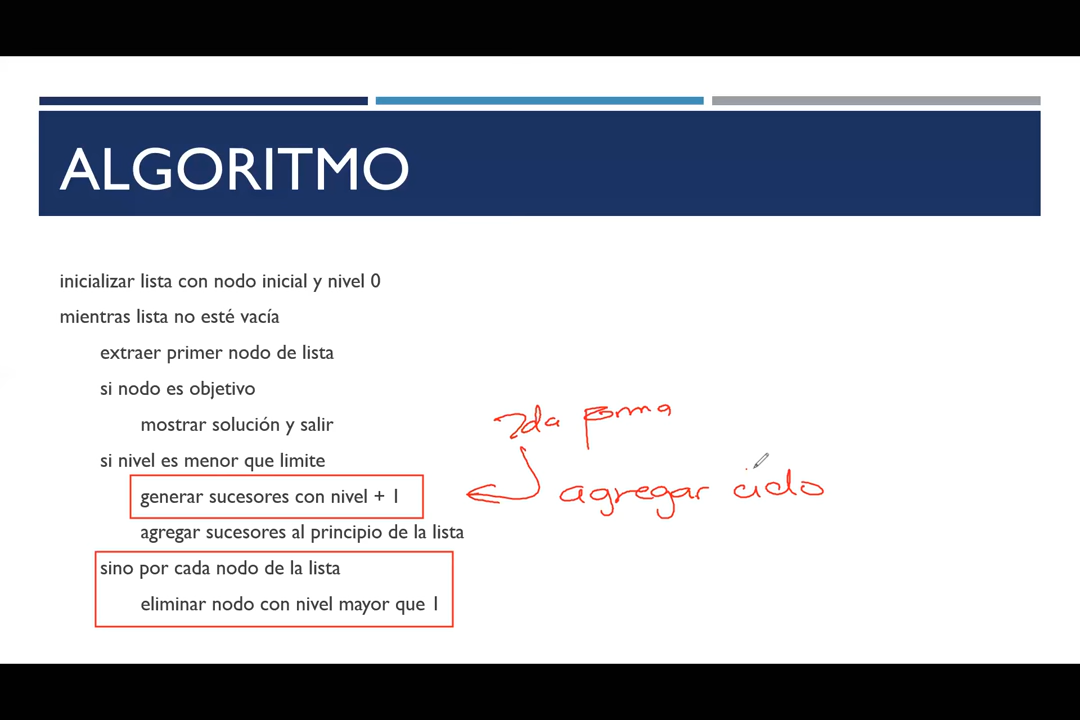 ALGORITMO
inicializar lista con nodo inicial y nivel 0
mientras lista no esté vacía
extraer primer nodo de lista
si nodo es objetivo
mostrar solución y salir
si nivel es menor que limite
generar sucesores con nivel + 1
agregar sucesores al principio de la lista
sino por cada nodo de la lista
eliminar nodo con nivel mayor que 1
2da forma
agregar ciclo